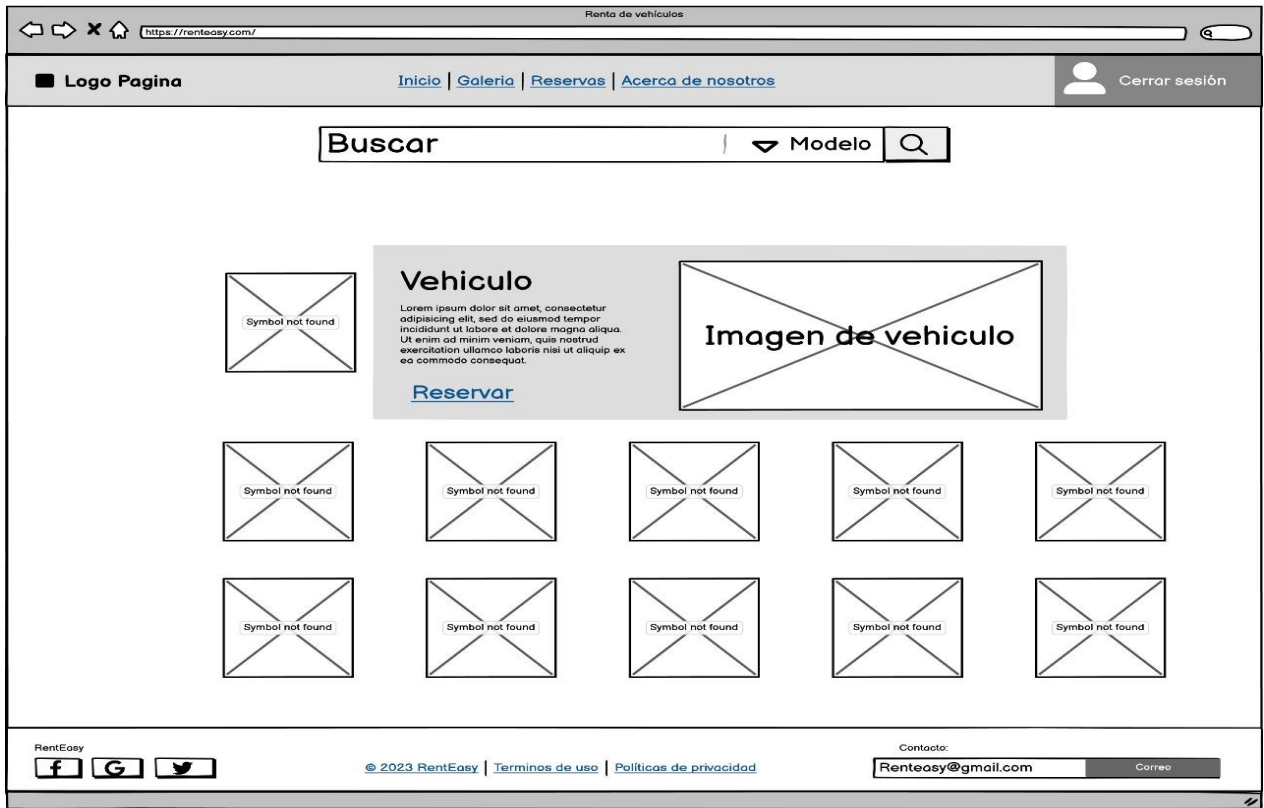 Renta de vehículos
https://renteasy.com/
Logo Pagina
Inicio | Galeria | Reservas | Acerca de nosotros
Cerrar sesión
Buscar
Modelo
Symbol not found
Vehiculo
Lorem ipsum dolor sit amet, consectetur
adipisicing elit, sed do eiusmod tempor
incididunt ut labore et dolore magna aliqua.
Ut enim ad minim veniam, quis nostrud
exercitation ullamco laboris nisi ut aliquip ex
ea commodo consequat.
Reservar
Imagen de vehiculo
Symbol not found
Symbol not found
Symbol not found
Symbol not found
Symbol not found
Symbol not found
Symbol not found
Symbol not found
Symbol not found
Symbol not found
RentEasy
© 2023 RentEasy | Terminos de uso | Políticas de privacidad
Contacto:
Renteasy@gmail.com
Correo